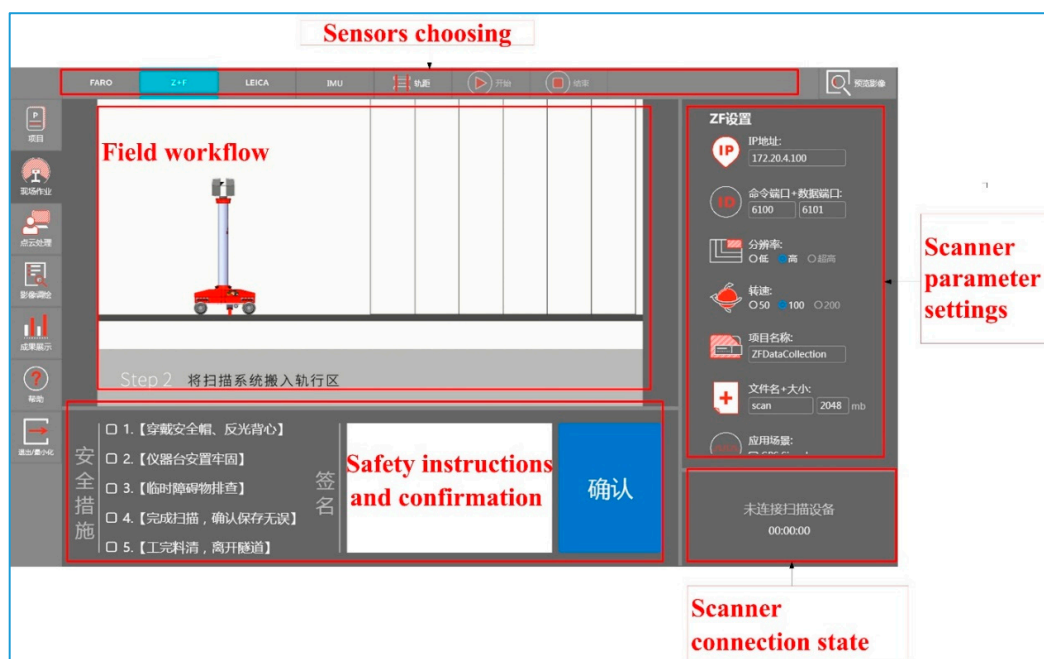 Sensors choosing
FARO
Z+F
LEICA
IMU
轨距
开始
结束
预览影像
P
项目
现场作业
点云处理
影像调绘
成果展示
?
帮助
退出/最小化
Field workflow
Step 2 将扫描系统搬入轨行区
ZF设置
IP
IP地址:
172.20.4.100
ID
命令端口+数据端口:
6100 6101
分辨率:
低 高 超高
转速:
50 100 200
项目名称:
ZFDataCollection
文件名+大小:
scan 2048 mb
应用场景:
Scanner
parameter
settings
安全措施
1.【穿戴安全帽、反光背心】
2.【仪器台安置牢固】
3.【临时障碍物排查】
4.【完成扫描，确认保存无误】
5.【工完料清，离开隧道】
签名
Safety instructions
and confirmation
确认
未连接扫描设备
00:00:00
Scanner
connection state